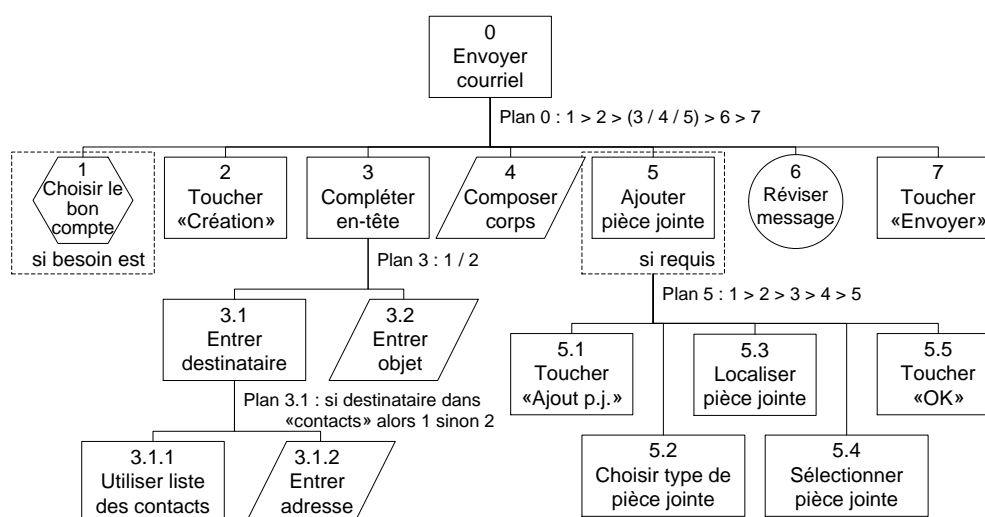 0
Envoyer
courriel
Plan 0 : 1 > 2 > (3 / 4 / 5) > 6 > 7
1
Choisir le
bon
compte
si besoin est
2
Toucher
«Création»
3
Compléter
en-tête
4
Composer
corps
5
Ajouter
pièce jointe
si requis
6
Réviser
message
7
Toucher
«Envoyer»
Plan 3 : 1 / 2
3.1
Entrer
destinataire
3.2
Entrer
objet
Plan 3.1 : si destinataire dans
«contacts» alors 1 sinon 2
3.1.1
Utiliser liste
des contacts
3.1.2
Entrer
adresse
Plan 5 : 1 > 2 > 3 > 4 > 5
5.1
Toucher
«Ajout p.j.»
5.2
Choisir type de
pièce jointe
5.3
Localiser
pièce jointe
5.4
Sélectionner
pièce jointe
5.5
Toucher
«OK»